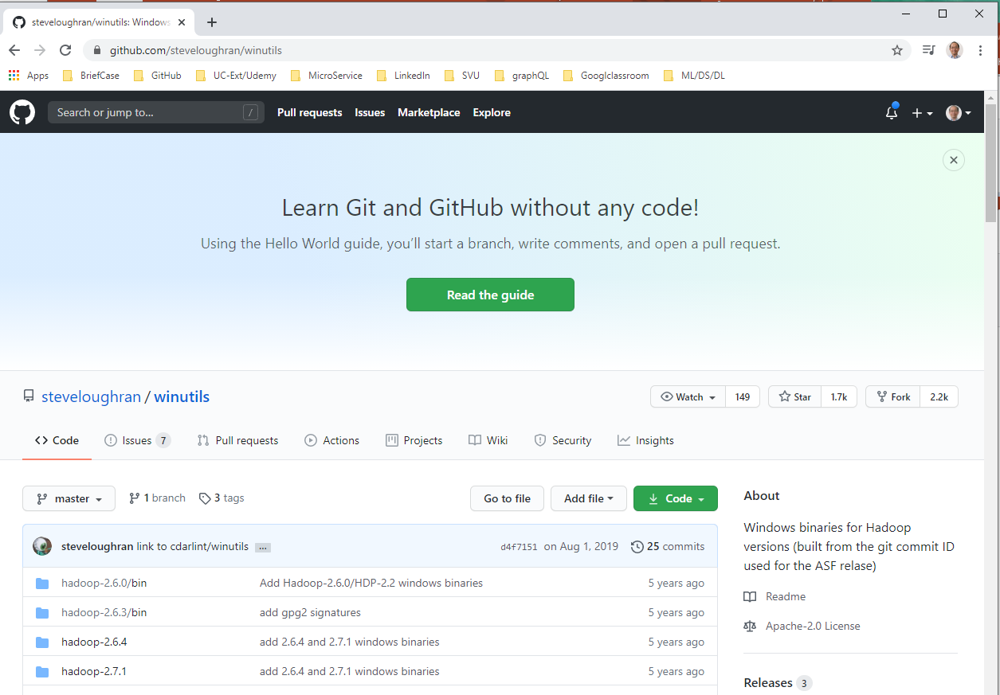 steveloughran/winutils: Windows
github.com/steveloughran/winutils
Apps BriefCase GitHub UC-Ext/Udemy MicroService LinkedIn SVU graphQL Googlclassroom ML/DS/DL
Search or jump to... / Pull requests Issues Marketplace Explore
Learn Git and GitHub without any code!
Using the Hello World guide, you’ll start a branch, write comments, and open a pull request.
Read the guide
steveloughran / winutils Watch 149 Star 1.7k Fork 2.2k
Code Issues 7 Pull requests Actions Projects Wiki Security Insights
master 1 branch 3 tags Go to file Add file Code
steveloughran link to cdarlint/winutils ... d4f7151 on Aug 1, 2019 25 commits
hadoop-2.6.0/bin Add Hadoop-2.6.0/HDP-2.2 windows binaries 5 years ago
hadoop-2.6.3/bin add gpg2 signatures 5 years ago
hadoop-2.6.4 add 2.6.4 and 2.7.1 windows binaries 5 years ago
hadoop-2.7.1 add 2.6.4 and 2.7.1 windows binaries 5 years ago
About
Windows binaries for Hadoop
versions (built from the git commit ID
used for the ASF relase)
Readme
Apache-2.0 License
Releases 3